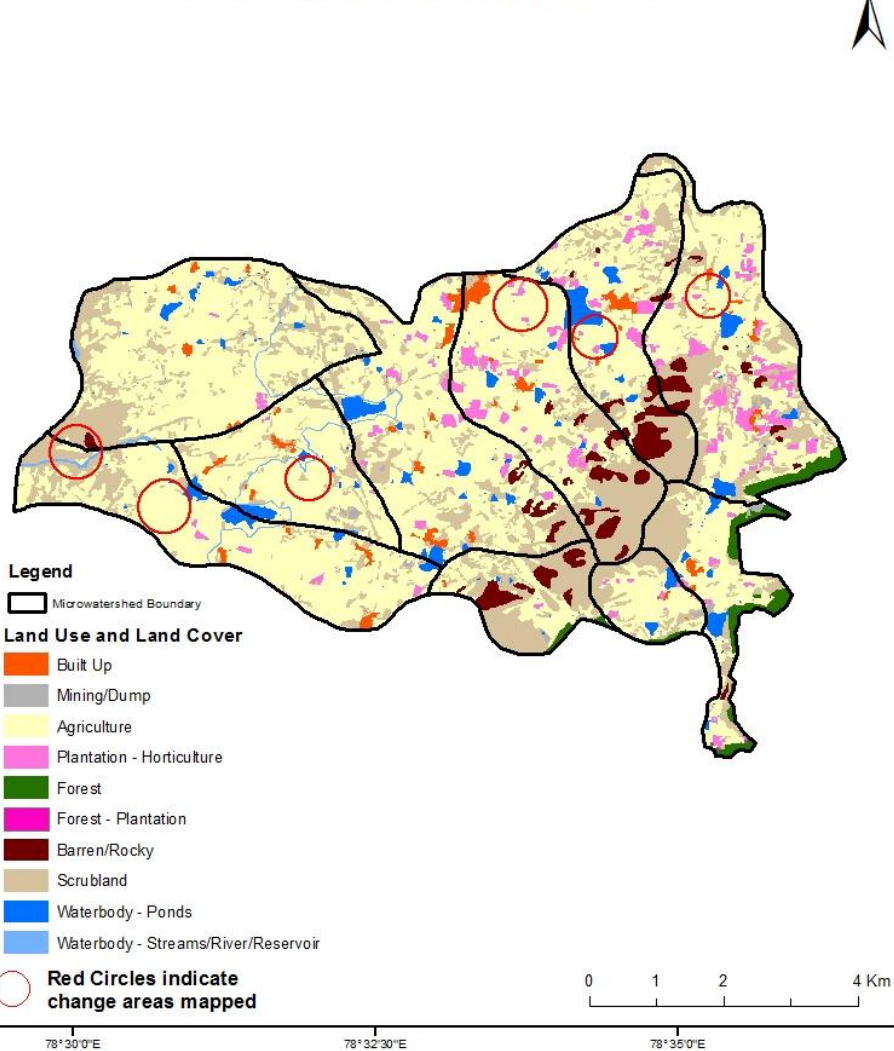 Legend
Microwatershed Boundary
Land Use and Land Cover
Built Up
Mining/Dump
Agriculture
Plantation - Horticulture
Forest
Forest - Plantation
Barren/Rocky
Scrubland
Waterbody - Ponds
Waterbody - Streams/River/Reservoir
Red Circles indicate
change areas mapped
0 1 2 4 Km
78°30'0"E 78°32'30"E 78°35'0"E